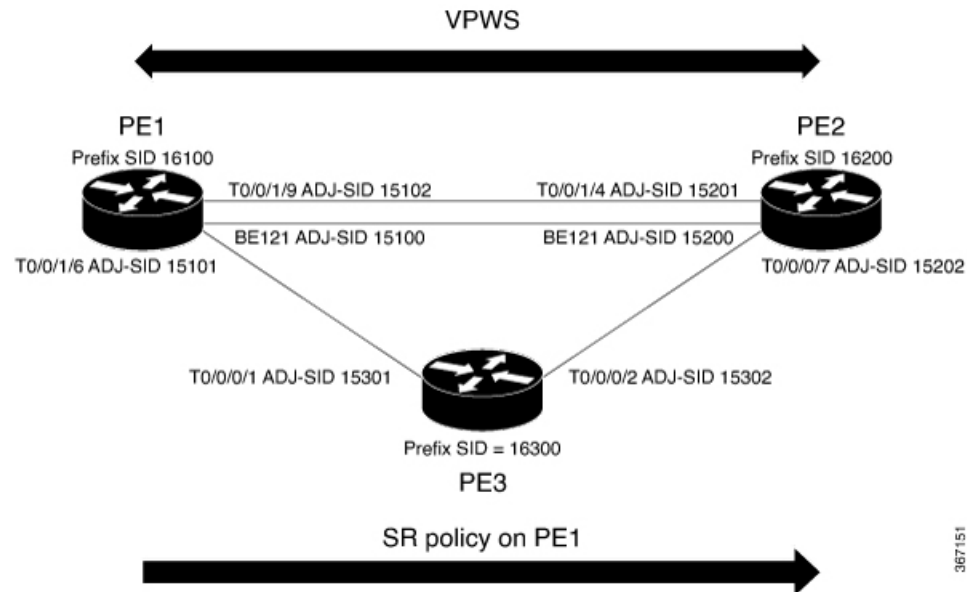 VPWS
PE1
Prefix SID 16100
PE2
Prefix SID 16200
T0/0/1/9 ADJ-SID 15102
T0/0/1/4 ADJ-SID 15201
BE121 ADJ-SID 15100
BE121 ADJ-SID 15200
T0/0/1/6 ADJ-SID 15101
T0/0/0/7 ADJ-SID 15202
T0/0/0/1 ADJ-SID 15301
T0/0/0/2 ADJ-SID 15302
Prefix SID = 16300
PE3
SR policy on PE1
367151